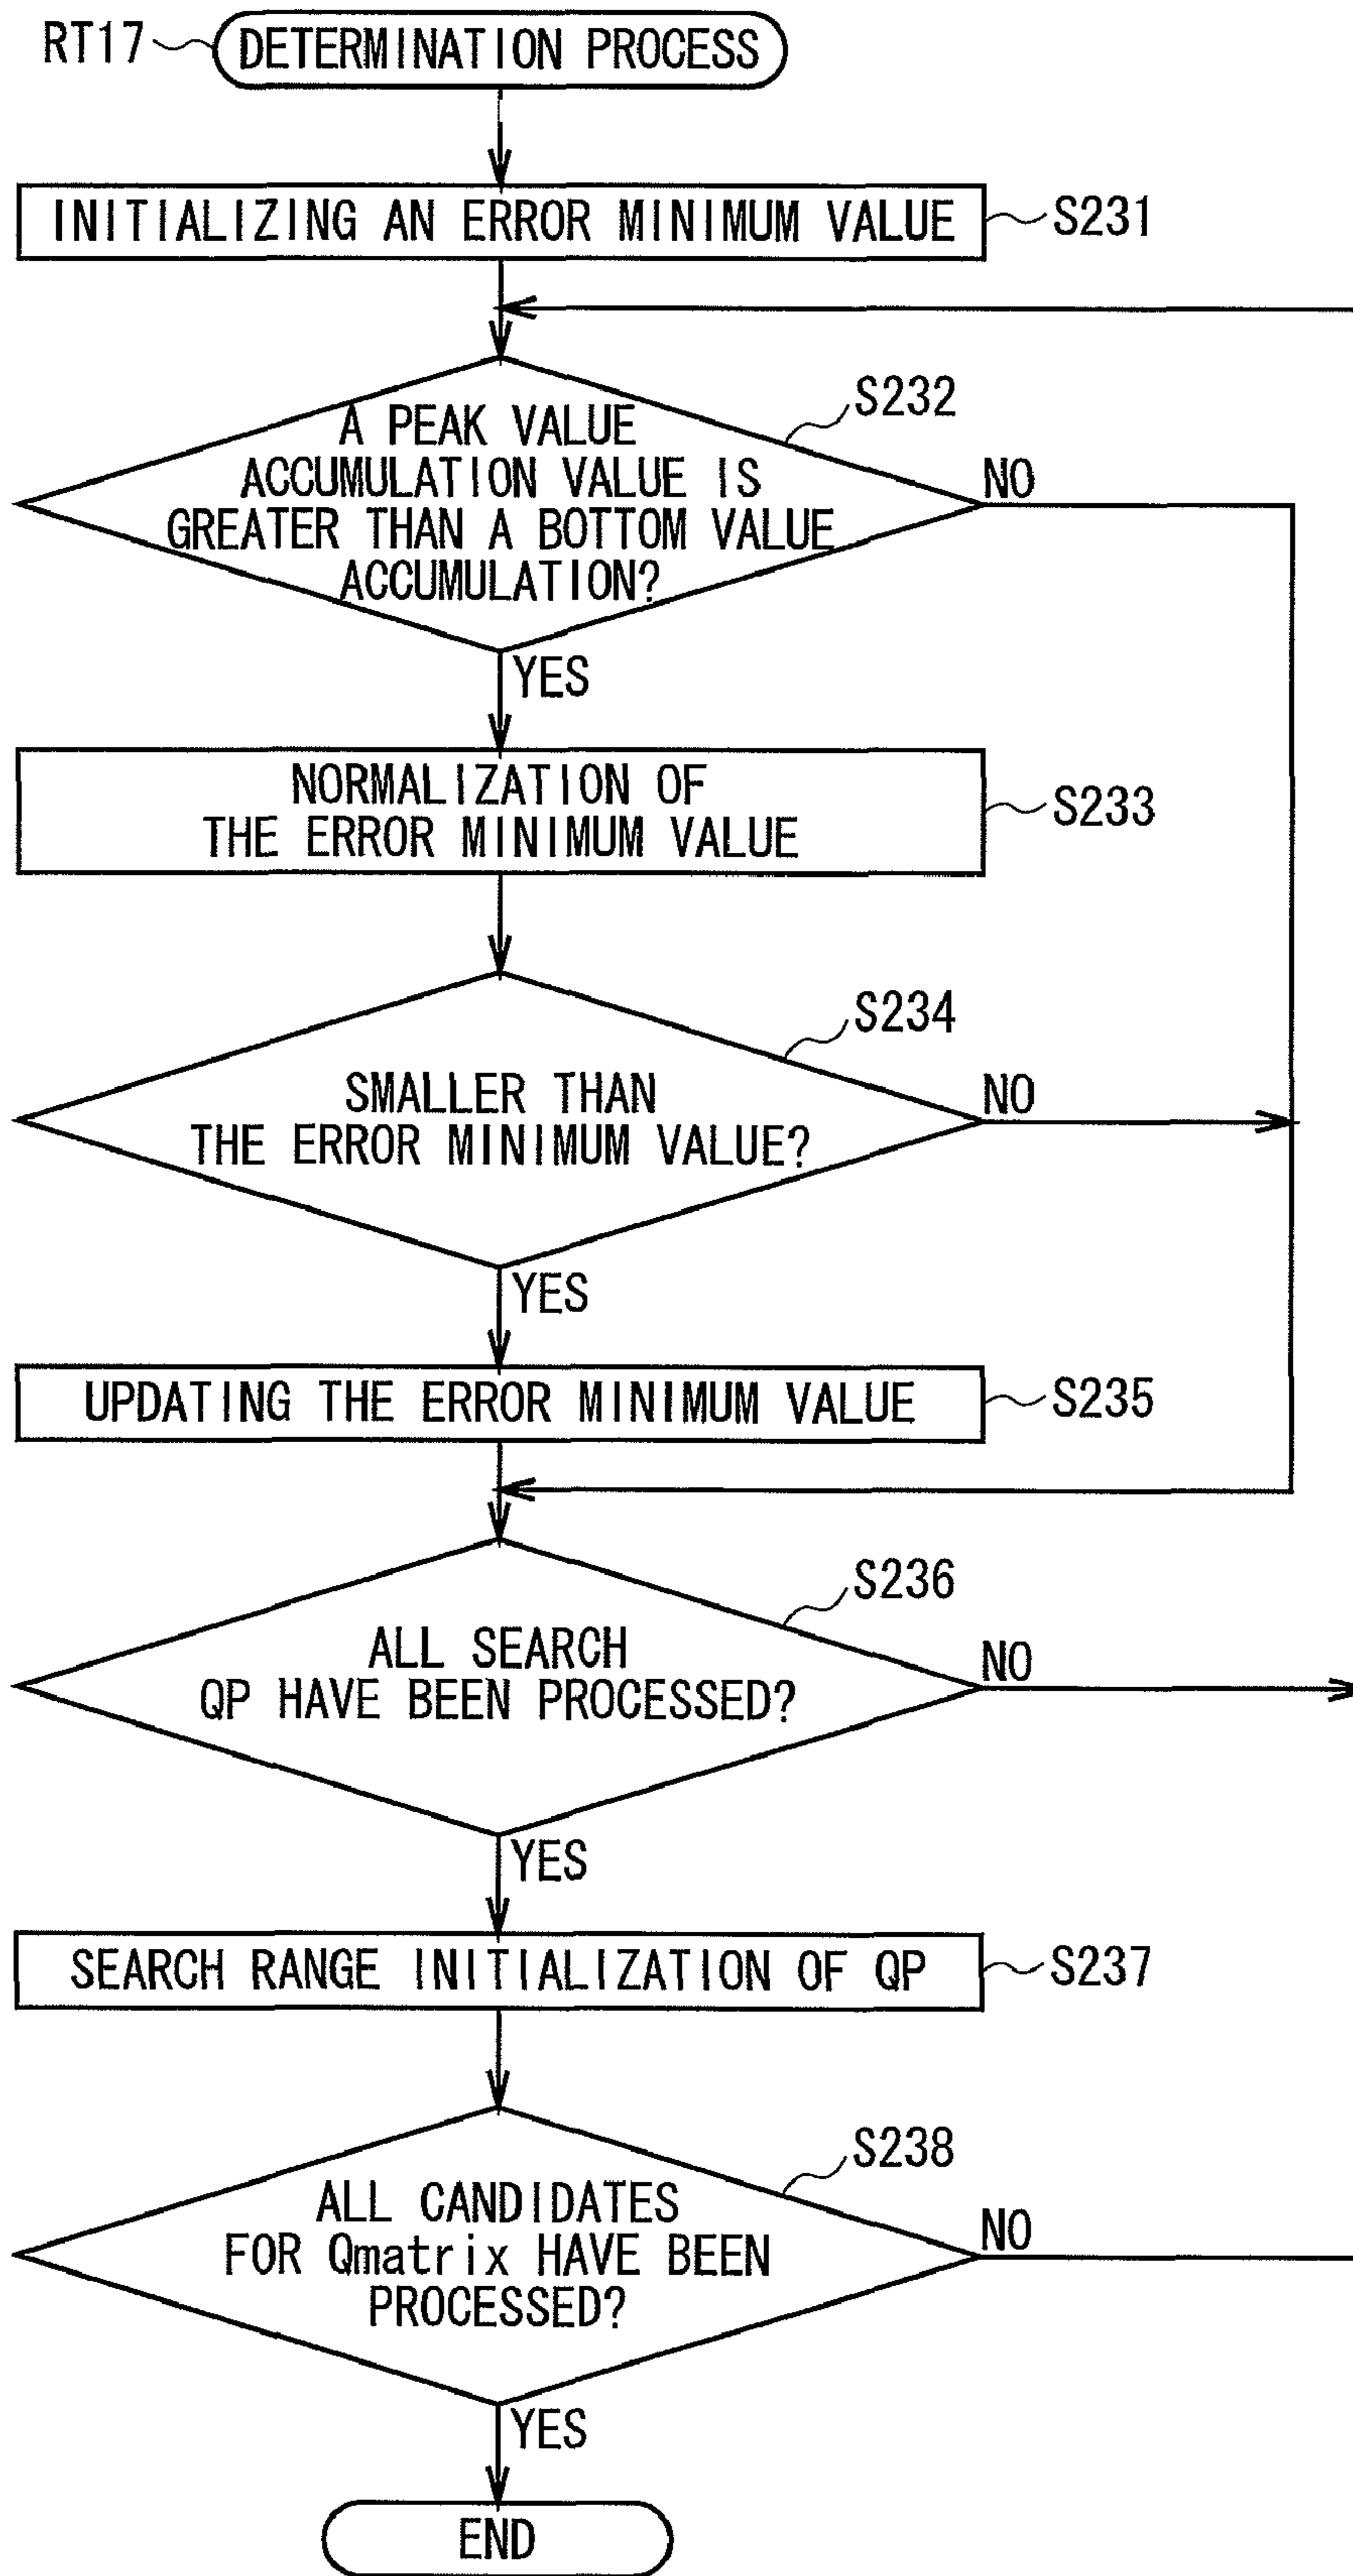 RT17
DETERMINATION PROCESS
INITIALIZING AN ERROR MINIMUM VALUE
S231
S232
A PEAK VALUE
ACCUMULATION VALUE IS
GREATER THAN A BOTTOM VALUE
ACCUMULATION?
NO
YES
NORMALIZATION OF
THE ERROR MINIMUM VALUE
S233
S234
SMALLER THAN
THE ERROR MINIMUM VALUE?
NO
YES
UPDATING THE ERROR MINIMUM VALUE
S235
S236
ALL SEARCH
QP HAVE BEEN PROCESSED?
NO
YES
SEARCH RANGE INITIALIZATION OF QP
S237
S238
ALL CANDIDATES
FOR Qmatrix HAVE BEEN
PROCESSED?
NO
YES
END